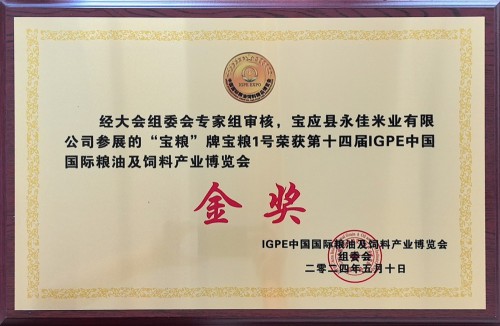 IGPE EXPO
经大会组委会专家组审核，宝应县永佳米业有限
公司参展的“宝粮”牌宝粮1号荣获第十四届IGPE中国
国际粮油及饲料产业博览会
金奖
IGPE中国国际粮油及饲料产业博览会
组委会
二零二四年五月十日